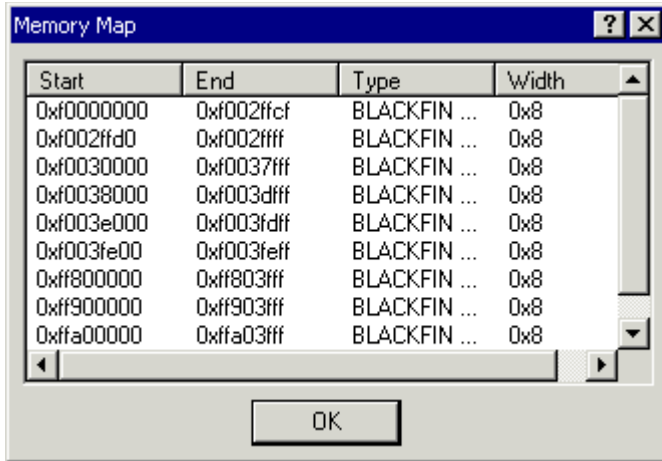 Memory Map
Start End Type Width
0xf0000000 0xf002ffcf BLACKFIN ... 0x8
0xf002ffd0 0xf002ffff BLACKFIN ... 0x8
0xf0030000 0xf0037fff BLACKFIN ... 0x8
0xf0038000 0xf003dfff BLACKFIN ... 0x8
0xf003e000 0xf003fdff BLACKFIN ... 0x8
0xf003fe00 0xf003feff BLACKFIN ... 0x8
0xff800000 0xff803fff BLACKFIN ... 0x8
0xff900000 0xff903fff BLACKFIN ... 0x8
0xffa00000 0xffa03fff BLACKFIN ... 0x8
OK